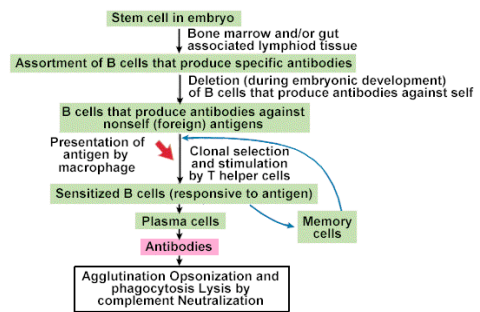 Stem cell in embryo
Bone marrow and/or gut
associated lymphiod tissue
Assortment of B cells that produce specific antibodies
Deletion (during embryonic development)
of B cells that produce antibodies against self
B cells that produce antibodies against
nonself (foreign) antigens
Presentation of
antigen by
macrophage
Clonal selection
and stimulation
by T helper cells
Sensitized B cells (responsive to antigen)
Plasma cells
Memory
cells
Antibodies
Agglutination Opsonization and
phagocytosis Lysis by
complement Neutralization